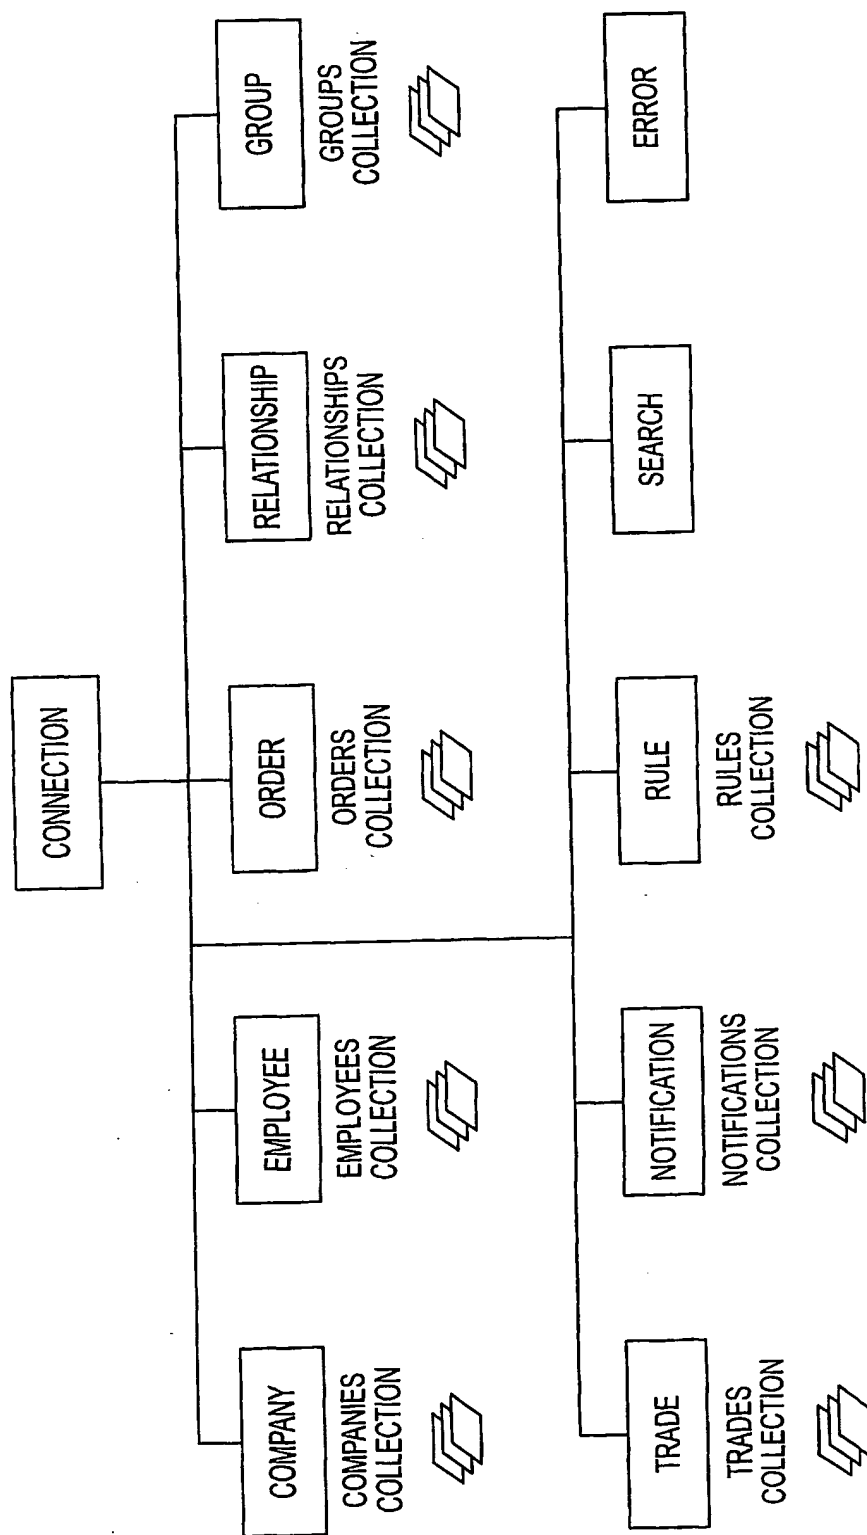 CONNECTION
COMPANY
COMPANIES
COLLECTION
EMPLOYEE
EMPLOYEES
COLLECTION
ORDER
ORDERS
COLLECTION
RELATIONSHIP
RELATIONSHIPS
COLLECTION
GROUP
GROUPS
COLLECTION
TRADE
TRADES
COLLECTION
NOTIFICATION
NOTIFICATIONS
COLLECTION
RULE
RULES
COLLECTION
SEARCH
ERROR